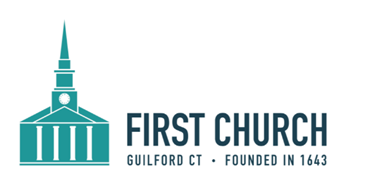 FIRST CHURCH
GUILFORD CT • FOUNDED IN 1643